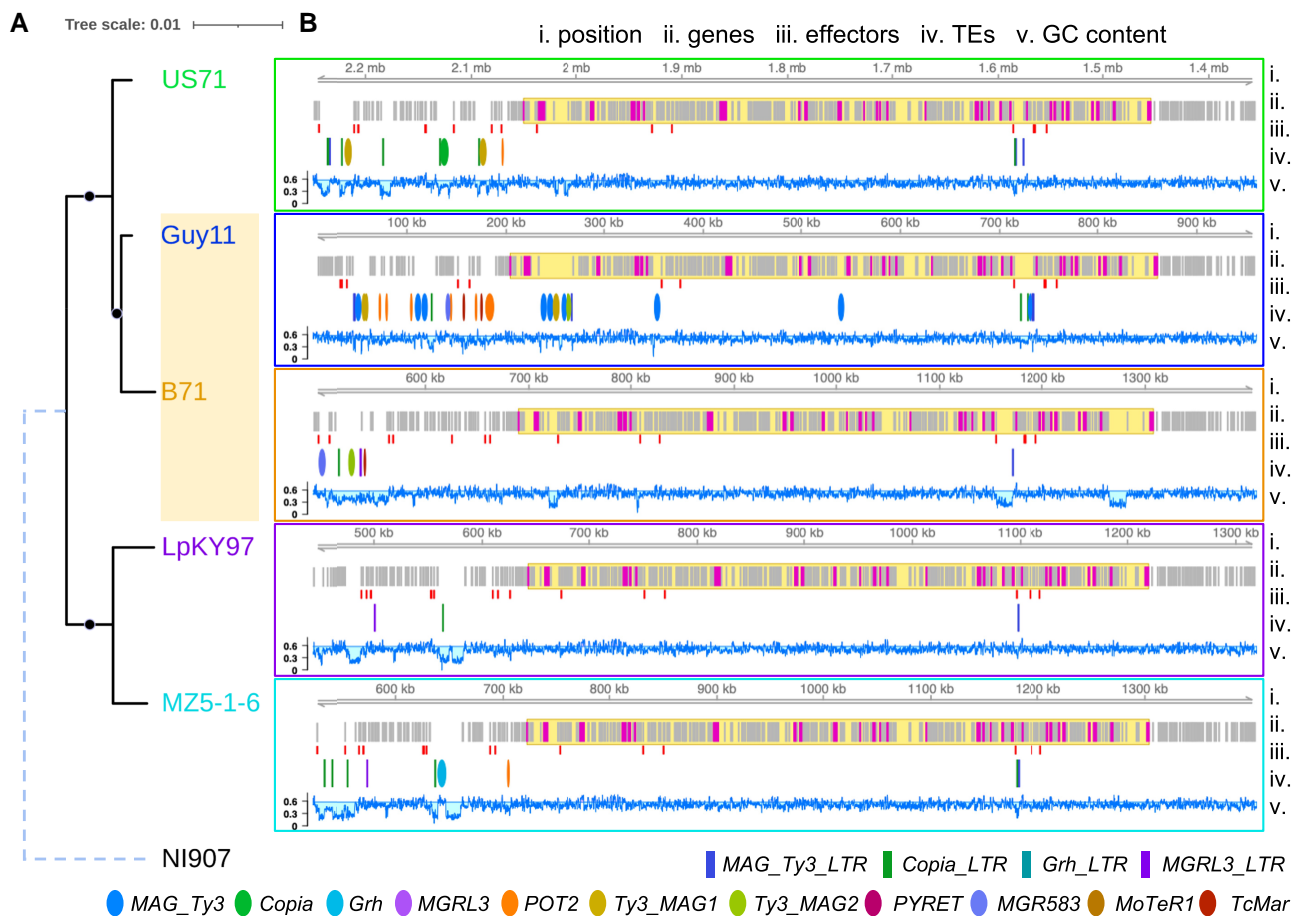 A
Tree scale: 0.01
B
i. position ii. genes iii. effectors iv. TEs v. GC content
US71
2.2 mb 2.1 mb 2 mb 1.9 mb 1.8 mb 1.7 mb 1.6 mb 1.5 mb 1.4 mb
i.
ii.
iii.
iv.
0.6
0.3
0
v.
Guy11
100 kb 200 kb 300 kb 400 kb 500 kb 600 kb 700 kb 800 kb 900 kb
i.
ii.
iii.
iv.
0.6
0.3
0
v.
B71
600 kb 700 kb 800 kb 900 kb 1000 kb 1100 kb 1200 kb 1300 kb
i.
ii.
iii.
iv.
0.6
0.3
0
v.
LpKY97
500 kb 600 kb 700 kb 800 kb 900 kb 1000 kb 1100 kb 1200 kb 1300 kb
i.
ii.
iii.
iv.
0.6
0.3
0
v.
MZ5-1-6
600 kb 700 kb 800 kb 900 kb 1000 kb 1100 kb 1200 kb 1300 kb
i.
ii.
iii.
iv.
0.6
0.3
0
v.
NI907
MAG_Ty3_LTR Copia_LTR Grh_LTR MGRL3_LTR
MAG_Ty3 Copia Grh MGRL3 POT2 Ty3_MAG1 Ty3_MAG2 PYRET MGR583 MoTeR1 TcMar